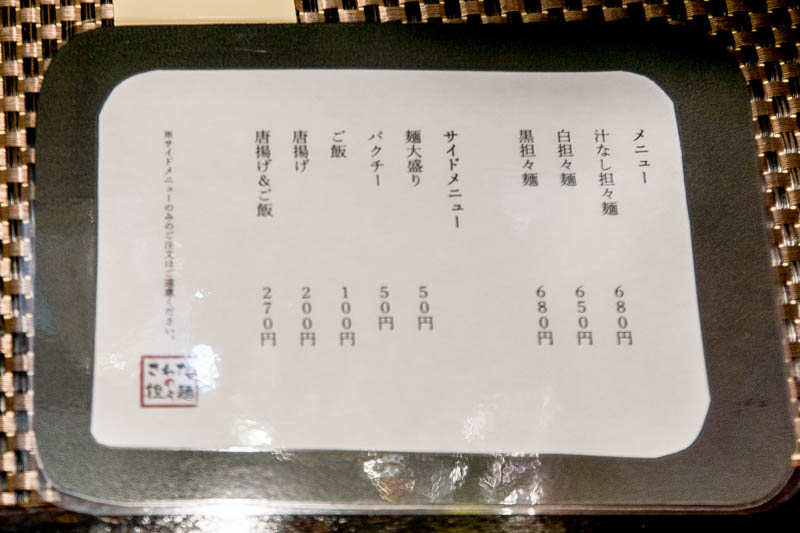 メニュー
汁なし担々麺 680円
白担々麺 650円
黒担々麺 680円
サイドメニュー
麺大盛り 50円
パクチー 50円
ご飯 100円
唐揚げ 200円
唐揚げ＆ご飯 270円
※サイドメニューのみのご注文はご遠慮ください。
の
担々麺